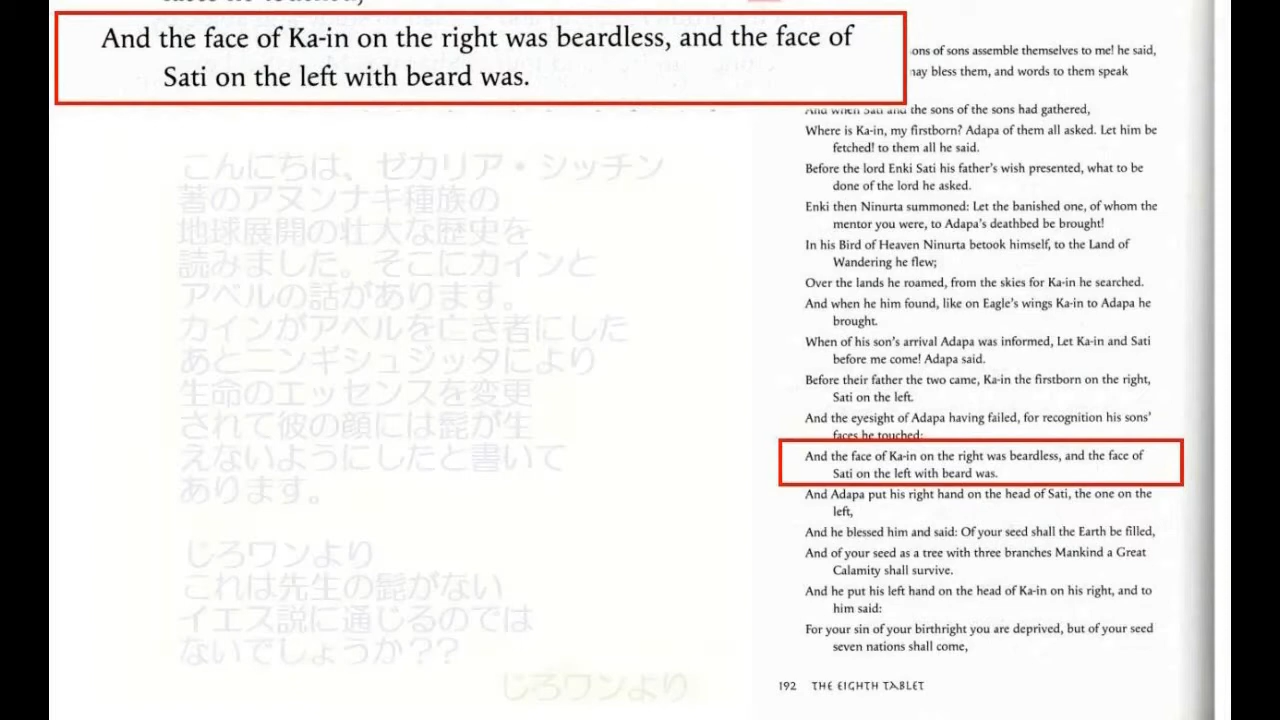 And the face of Ka-in on the right was beardless, and the face of
Sati on the left with beard was.
こんにちは、ゼカリア・シッチン
著のアヌンナキ種族の
地球展開の壮大な歴史を
読みました。そこにカインと
アベルの話があります。
カインがアベルを亡き者にした
あとニンギシュジッタにより
生命のエッセンスを変更
されて彼の顔には髭が生
えないようにしたと書いて
あります。
じろワンより
これは先生の髭がない
イエス説に通じるのでは
ないでしょうか??
じろワンより
ons of sons assemble themselves to me! he said,
may bless them, and words to them speak
And when Sati and the sons of the sons had gathered,
Where is Ka-in, my firstborn? Adapa of them all asked. Let him be
fetched! to them all he said.
Before the lord Enki Sati his father's wish presented, what to be
done of the lord he asked.
Enki then Ninurta summoned: Let the banished one, of whom the
mentor you were, to Adapa's deathbed be brought!
In his Bird of Heaven Ninurta betook himself, to the Land of
Wandering he flew;
Over the lands he roamed, from the skies for Ka-in he searched.
And when he him found, like on Eagle's wings Ka-in to Adapa he
brought.
When of his son's arrival Adapa was informed, Let Ka-in and Sati
before me come! Adapa said.
Before their father the two came, Ka-in the firstborn on the right,
Sati on the left.
And the eyesight of Adapa having failed, for recognition his sons'
faces he touched;
And the face of Ka-in on the right was beardless, and the face of
Sati on the left with beard was.
And Adapa put his right hand on the head of Sati, the one on the
left,
And he blessed him and said: Of your seed shall the Earth be filled,
And of your seed as a tree with three branches Mankind a Great
Calamity shall survive.
And he put his left hand on the head of Ka-in on his right, and to
him said:
For your sin of your birthright you are deprived, but of your seed
seven nations shall come,
192 THE EIGHTH TABLET